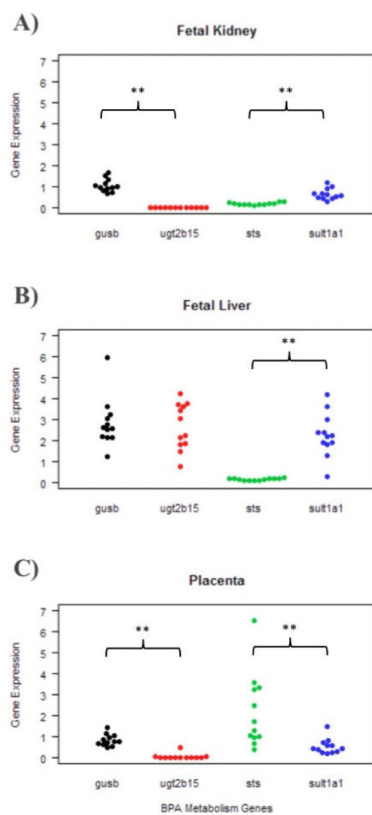 A)
Fetal Kidney
Gene Expression
7
6
5
4
3
2
1
0
**
**
gusb ugt2b15 sts sult1a1
B)
Fetal Liver
Gene Expression
7
6
5
4
3
2
1
0
**
gusb ugt2b15 sts sult1a1
C)
Placenta
Gene Expression
7
6
5
4
3
2
1
0
**
**
gusb ugt2b15 sts sult1a1
BPA Metabolism Genes